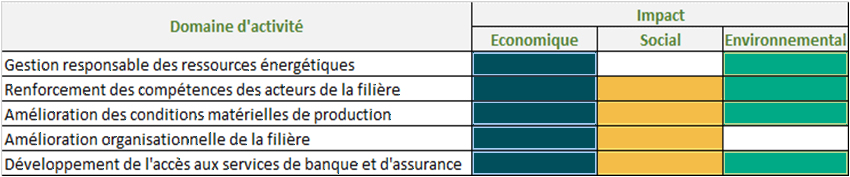 Domaine d'activité
Impact
Economique Social Environnemental
Gestion responsable des ressources énergétiques
Renforcement des compétences des acteurs de la filière
Amélioration des conditions matérielles de production
Amélioration organisationnelle de la filière
Développement de l'accès aux services de banque et d'assurance